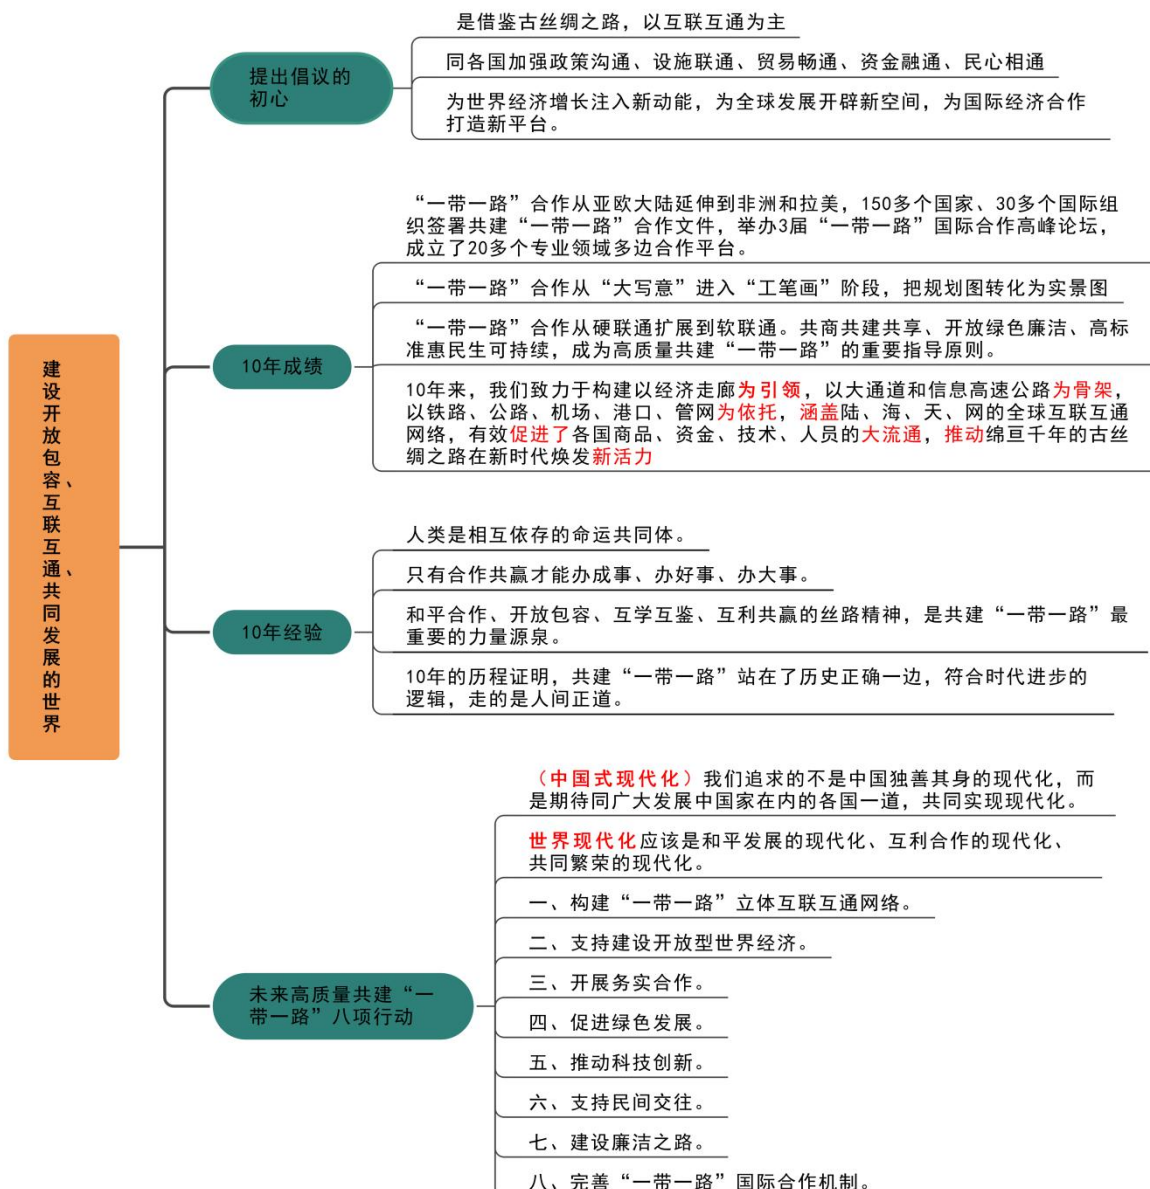 建设开放包容、互联互通、共同发展的世界
提出倡议的
初心
是借鉴古丝绸之路，以互联互通为主
同各国加强政策沟通、设施联通、贸易畅通、资金融通、民心相通
为世界经济增长注入新动能，为全球发展开辟新空间，为国际经济合作
打造新平台。
10年成绩
“一带一路”合作从亚欧大陆延伸到非洲和拉美，150多个国家、30多个国际组
织签署共建“一带一路”合作文件，举办3届“一带一路”国际合作高峰论坛，
成立了20多个专业领域多边合作平台。
“一带一路”合作从“大写意”进入“工笔画”阶段，把规划图转化为实景图
“一带一路”合作从硬联通扩展到软联通。共商共建共享、开放绿色廉洁、高标
准惠民生可持续，成为高质量共建“一带一路”的重要指导原则。
10年来，我们致力于构建以经济走廊为引领，以大通道和信息高速公路为骨架，
以铁路、公路、机场、港口、管网为依托，涵盖陆、海、天、网的全球互联互通
网络，有效促进了各国商品、资金、技术、人员的大流通，推动绵亘千年的古丝
绸之路在新时代焕发新活力
10年经验
人类是相互依存的命运共同体。
只有合作共赢才能办成事、办好事、办大事。
和平合作、开放包容、互学互鉴、互利共赢的丝路精神，是共建“一带一路”最
重要的力量源泉。
10年的历程证明，共建“一带一路”站在了历史正确一边，符合时代进步的
逻辑，走的是人间正道。
未来高质量共建“一
带一路”八项行动
（中国式现代化）我们追求的不是中国独善其身的现代化，而
是期待同广大发展中国家在内的各国一道，共同实现现代化。
世界现代化应该是和平发展的现代化、互利合作的现代化、
共同繁荣的现代化。
一、构建“一带一路”立体互联互通网络。
二、支持建设开放型世界经济。
三、开展务实合作。
四、促进绿色发展。
五、推动科技创新。
六、支持民间交往。
七、建设廉洁之路。
八、完善“一带一路”国际合作机制。